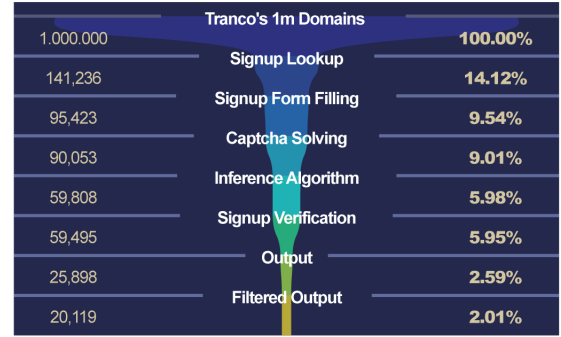 Tranco's 1m Domains
1.000.000 100.00%
Signup Lookup
141,236 14.12%
Signup Form Filling
95,423 9.54%
Captcha Solving
90,053 9.01%
Inference Algorithm
59,808 5.98%
Signup Verification
59,495 5.95%
Output
25,898 2.59%
Filtered Output
20,119 2.01%